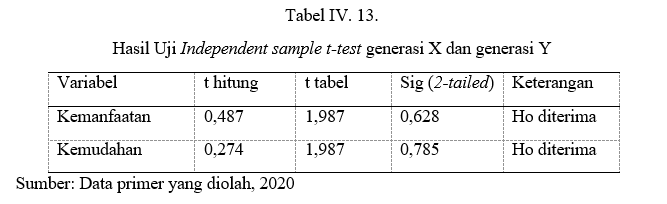 Tabel IV. 13.
Hasil Uji Independent sample t-test generasi X dan generasi Y
Variabel t hitung t tabel Sig (2-tailed) Keterangan
Kemanfaatan 0,487 1,987 0,628 Ho diterima
Kemudahan 0,274 1,987 0,785 Ho diterima
Sumber: Data primer yang diolah, 2020